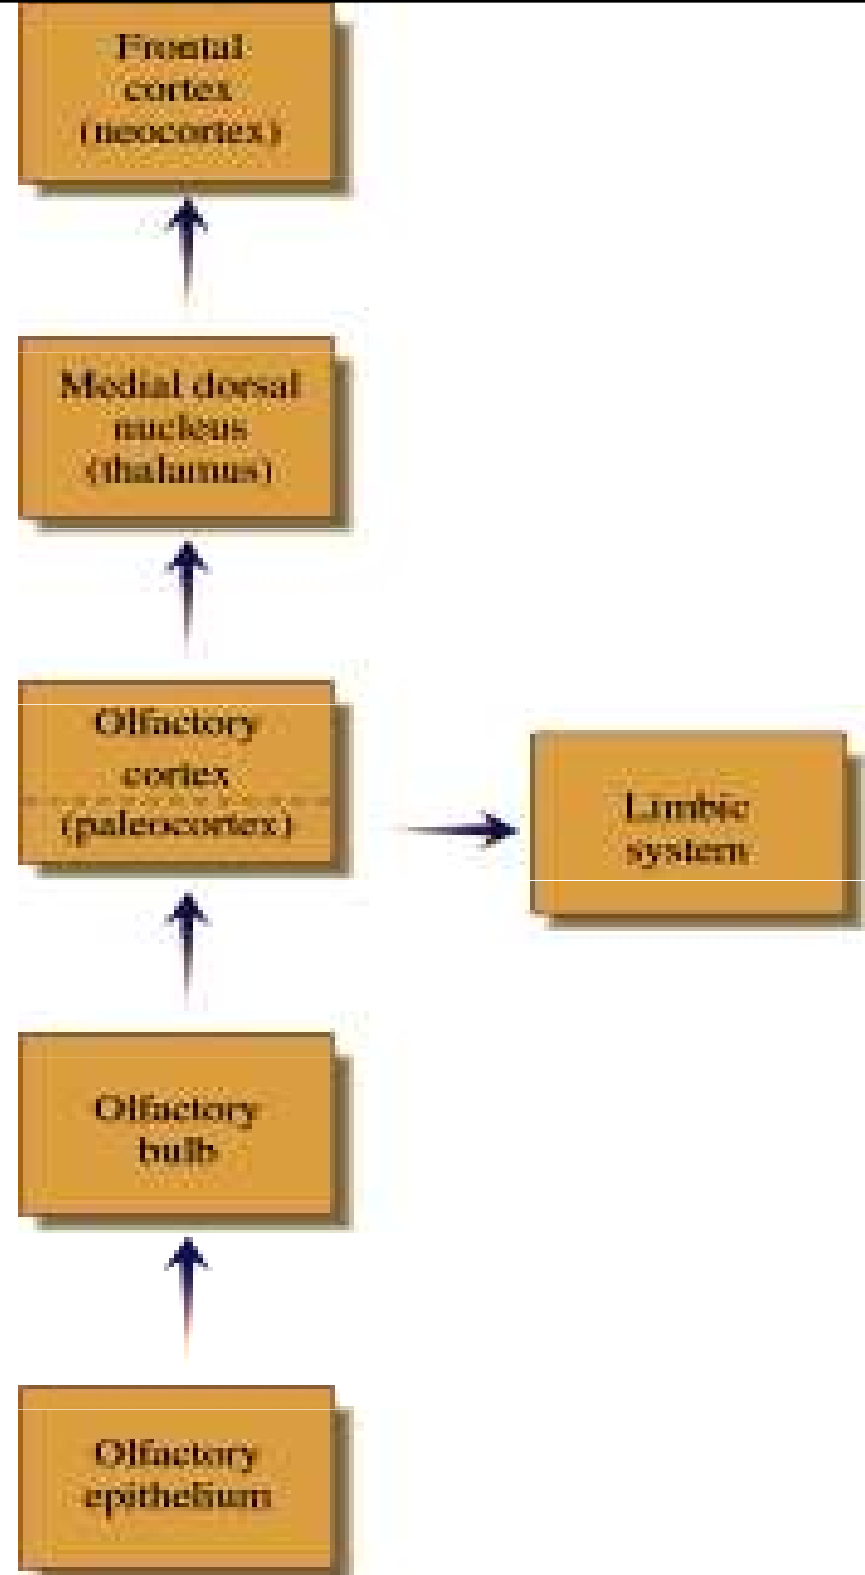 Frontal
cortex
(neocortex)
Medial dorsal
nucleus
(thalamus)
Olfactory
cortex
(paleocortex)
Limbic
system
Olfactory
bulb
Olfactory
epithelium